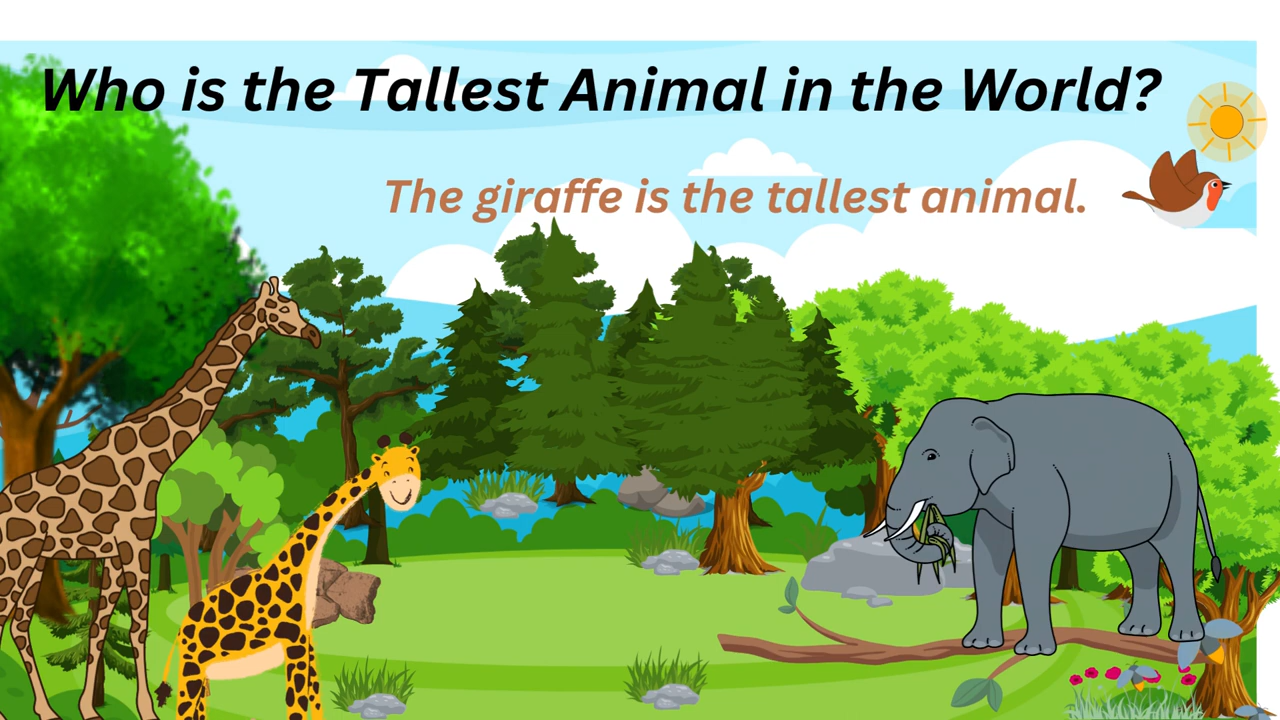 Who is the Tallest Animal in the World?
The giraffe is the tallest animal.